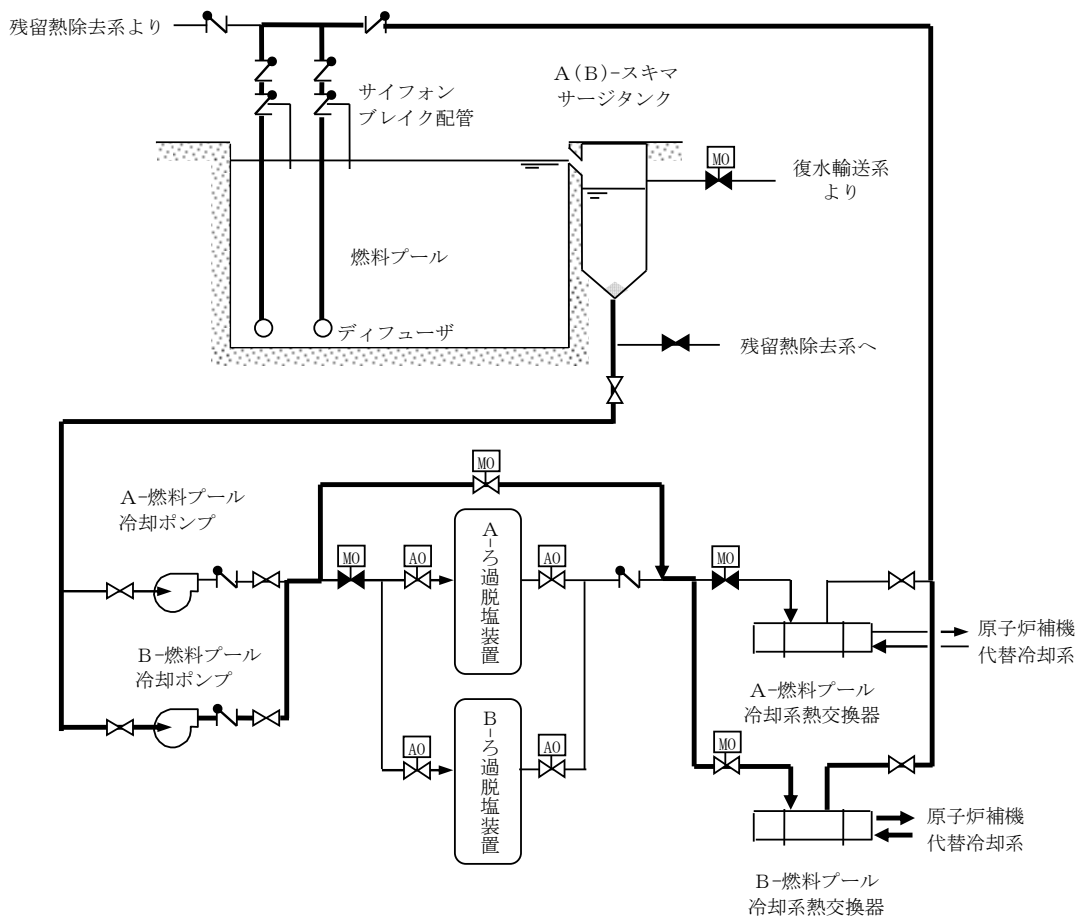 残留熱除去系より
サイフォン
ブレイク配管
A(B)-スキマ
サージタンク
MO
復水輸送系
より
燃料プール
ディフューザ
残留熱除去系へ
MO
A-燃料プール
冷却ポンプ
MO
AO
A-ろ過脱塩装置
AO
MO
原子炉補機
代替冷却系
B-燃料プール
冷却ポンプ
A-燃料プール
冷却系熱交換器
AO
B-ろ過脱塩装置
AO
MO
原子炉補機
代替冷却系
B-燃料プール
冷却系熱交換器